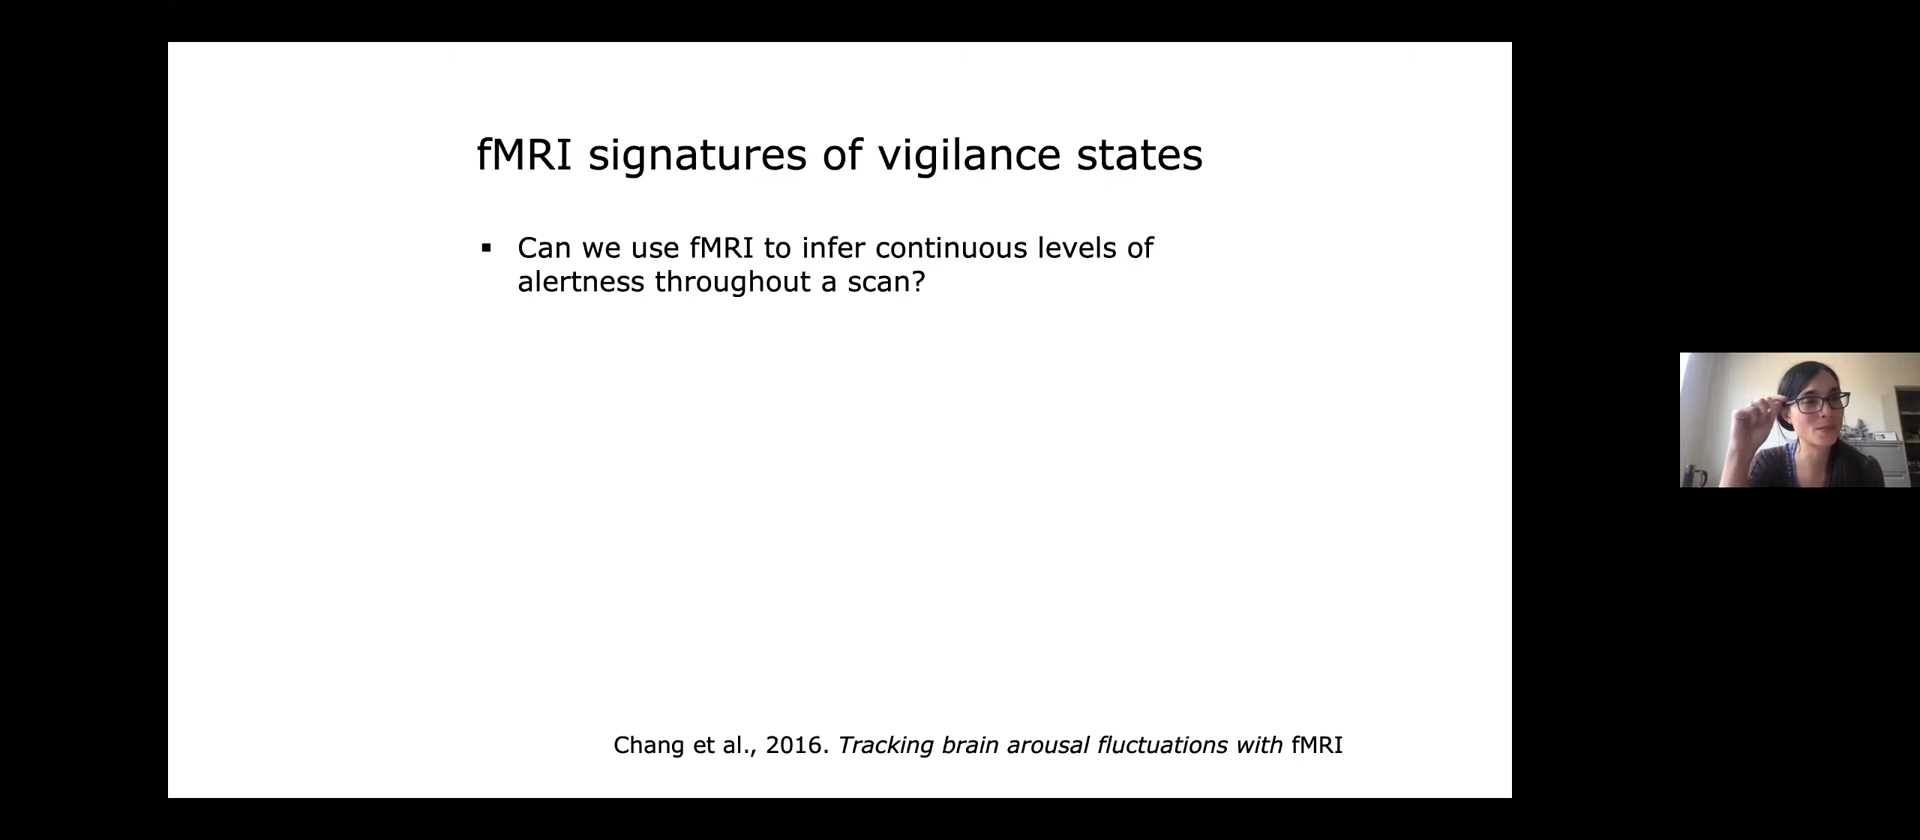 fMRI signatures of vigilance states
▪ Can we use fMRI to infer continuous levels of
alertness throughout a scan?
Chang et al., 2016. Tracking brain arousal fluctuations with fMRI